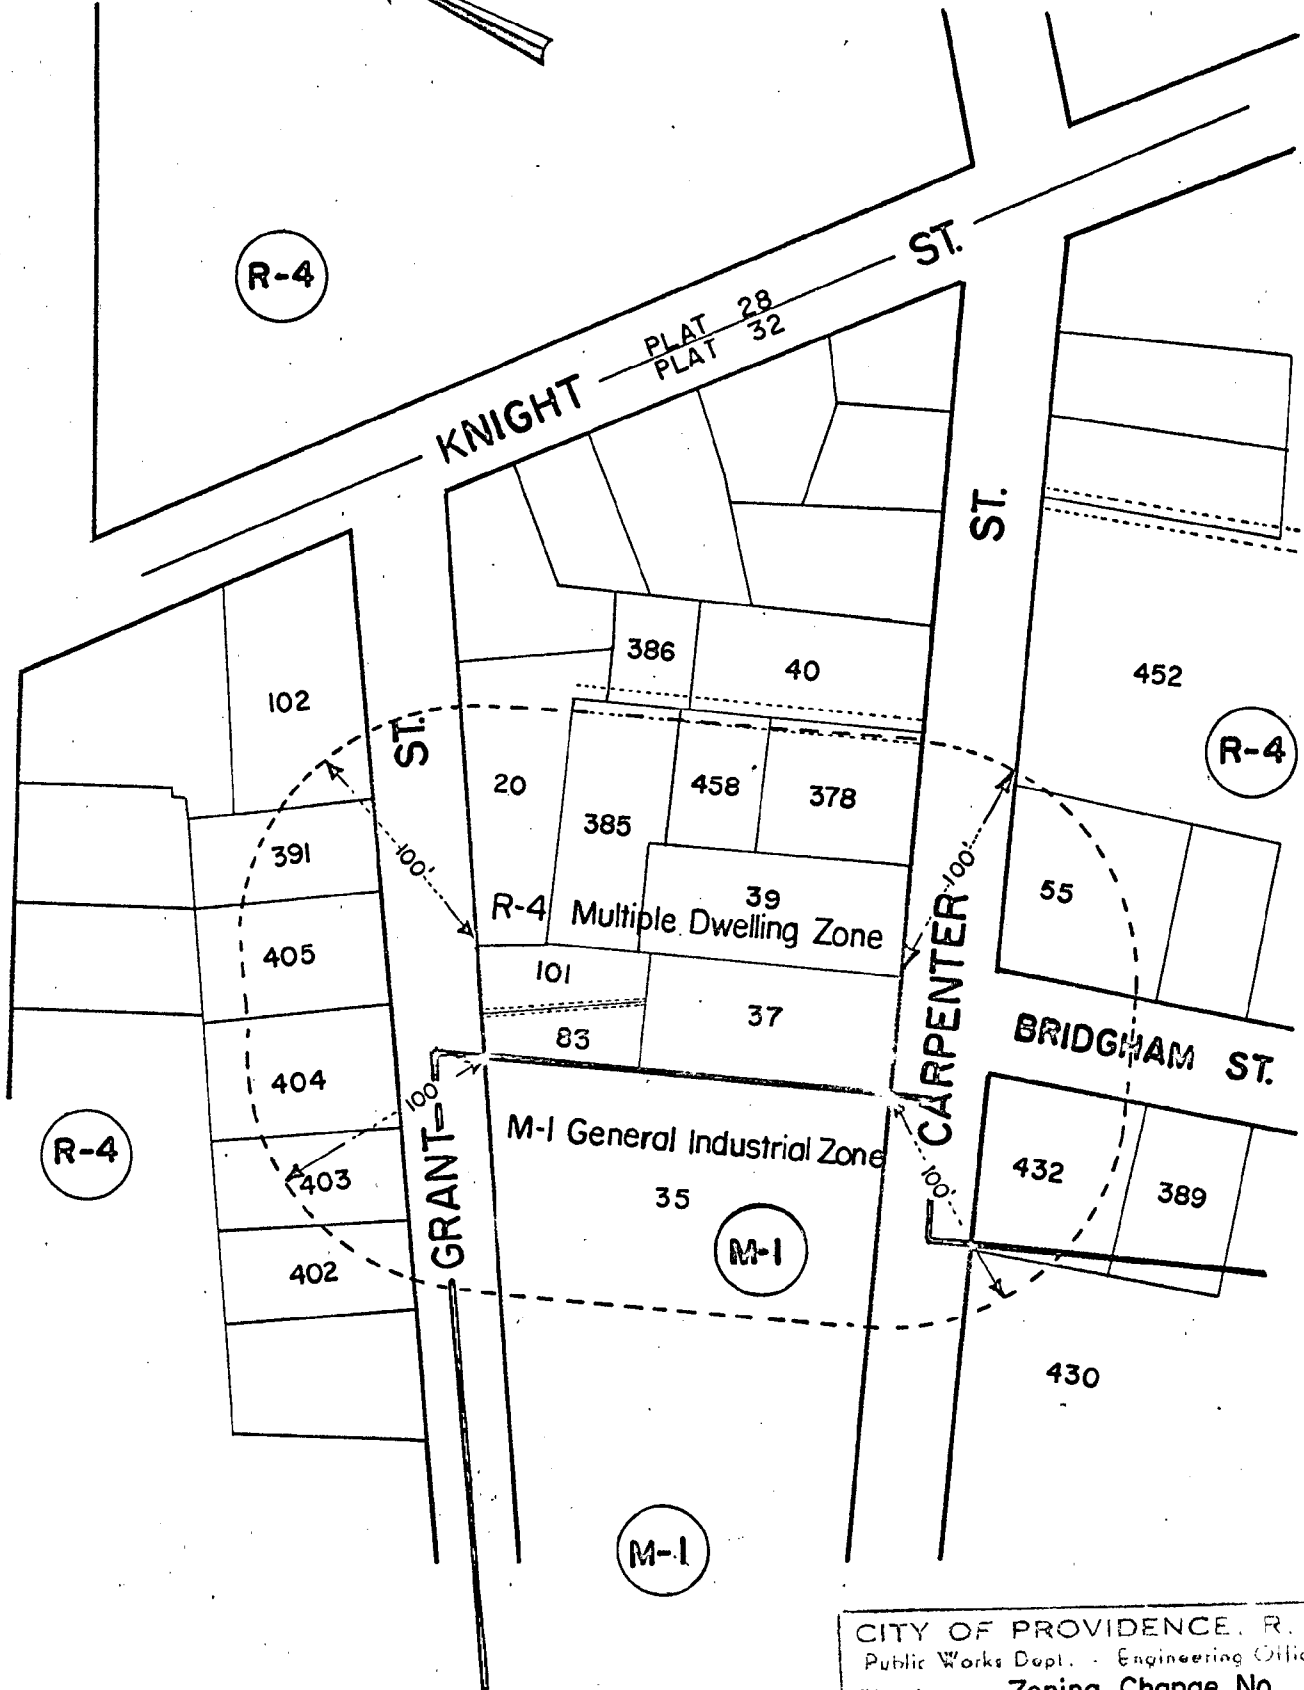 R-4
ST.
PLAT 28
PLAT 32
KNIGHT
ST.
386
40
452
102
R-4
ST.
20
458
378
385
391
100'
100'
55
39
R-4 Multiple Dwelling Zone
405
101
37
CARPENTER
BRIDGHAM ST.
83
404
100'
GRANT
M-1 General Industrial Zone
R-4
403
35
100'
432
389
M-1
402
430
M-1
CITY OF PROVIDENCE. R.
Public Works Dept. - Engineering Offic
Zoning Change No.